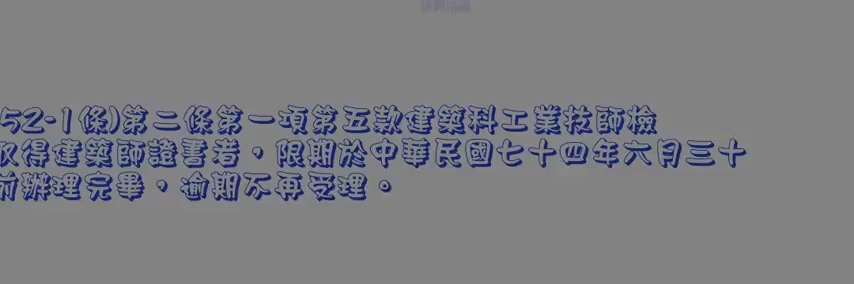 52-1條)第二條第一項第五款建築科工業技師檢
取得建築師證書者，限期於中華民國七十四年六月三十
前辦理完畢，逾期不再受理。